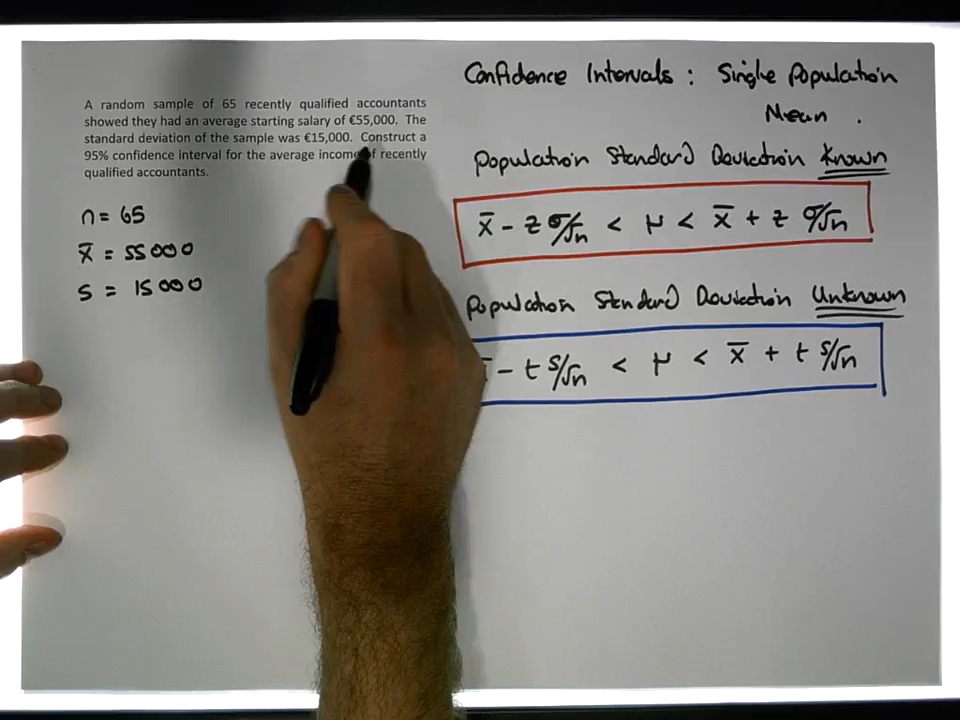 A random sample of 65 recently qualified accountants
showed they had an average starting salary of €55,000. The
standard deviation of the sample was €15,000. Construct a
95% confidence interval for the average income of recently
qualified accountants.
n = 65
x̄ = 55000
s = 15000
Confidence Intervals : Single Population
Mean .
Population Standard Deviation Known
x̄ - z σ/√n < μ < x̄ + z σ/√n
Population Standard Deviation Unknown
- t s/√n < μ < x̄ + t s/√n